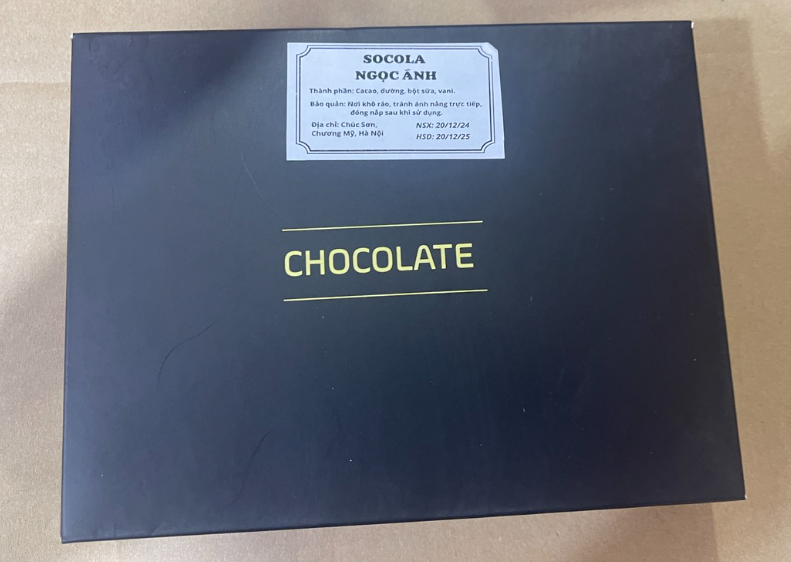 SOCOLA
NGỌC ÁNH
Thành phần: Cacao, đường, bột sữa, vani.
Bảo quản: Nơi khô ráo, tránh ánh nắng trực tiếp,
đóng nắp sau khi sử dụng.
Địa chỉ: Chúc Sơn,
Chương Mỹ, Hà Nội
NSX: 20/12/24
HSD: 20/12/25
CHOCOLATE